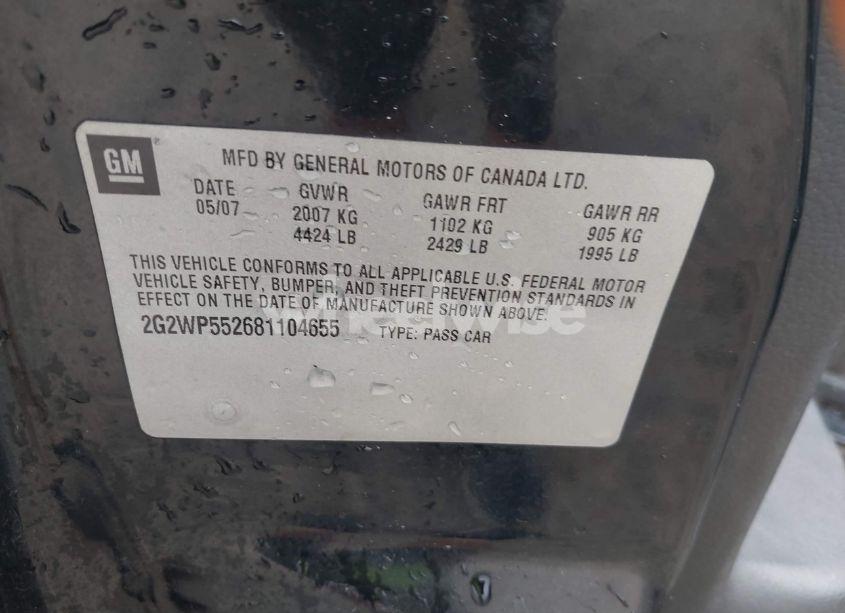 GM
MFD BY GENERAL MOTORS OF CANADA LTD.
DATE GVWR GAWR FRT GAWR RR
05/07 2007 KG 1102 KG 905 KG
4424 LB 2429 LB 1995 LB
THIS VEHICLE CONFORMS TO ALL APPLICABLE U.S. FEDERAL MOTOR
VEHICLE SAFETY, BUMPER, AND THEFT PREVENTION STANDARDS IN
EFFECT ON THE DATE OF MANUFACTURE SHOWN ABOVE.
2G2WP552681104655 TYPE: PASS CAR
wheelwise